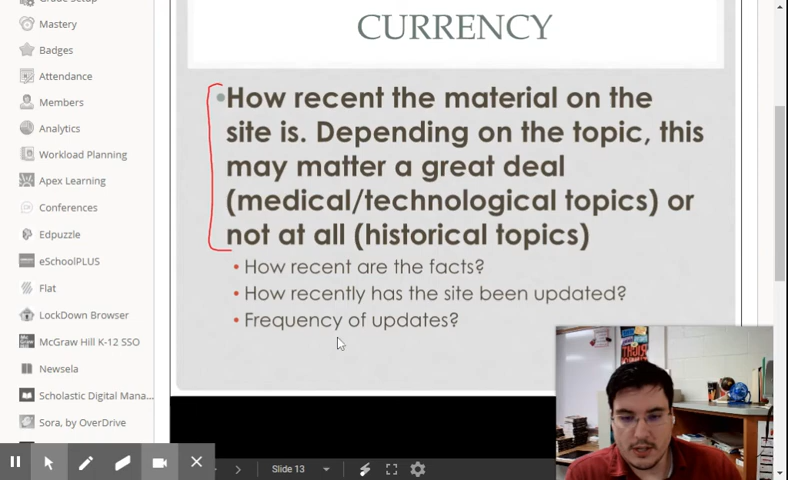 CURRENCY
Mastery
Badges
Attendance
Members
Analytics
Workload Planning
Apex Learning
Conferences
Edpuzzle
eSchoolPLUS
Flat
LockDown Browser
McGraw Hill K-12 SSO
Newsela
Scholastic Digital Mana...
Sora, by OverDrive
• How recent the material on the
site is. Depending on the topic, this
may matter a great deal
(medical/technological topics) or
not at all (historical topics)
• How recent are the facts?
• How recently has the site been updated?
• Frequency of updates?
Slide 13